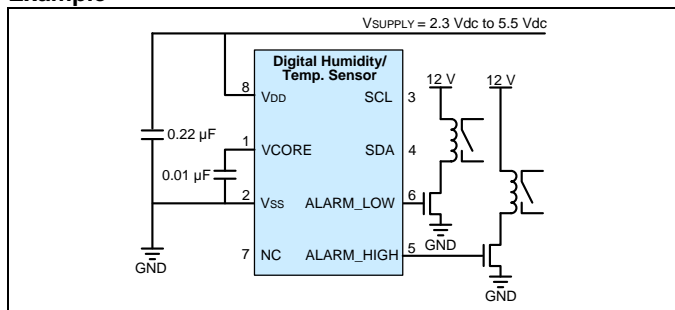 Example
VSUPPLY = 2.3 Vdc to 5.5 Vdc
Digital Humidity/
Temp. Sensor
12 V
12 V
8
VDD
SCL
3
0.22 µF
1
VCORE
SDA
4
0.01 µF
2
VSS
ALARM_LOW
6
GND
7
NC
ALARM_HIGH
5
GND
GND